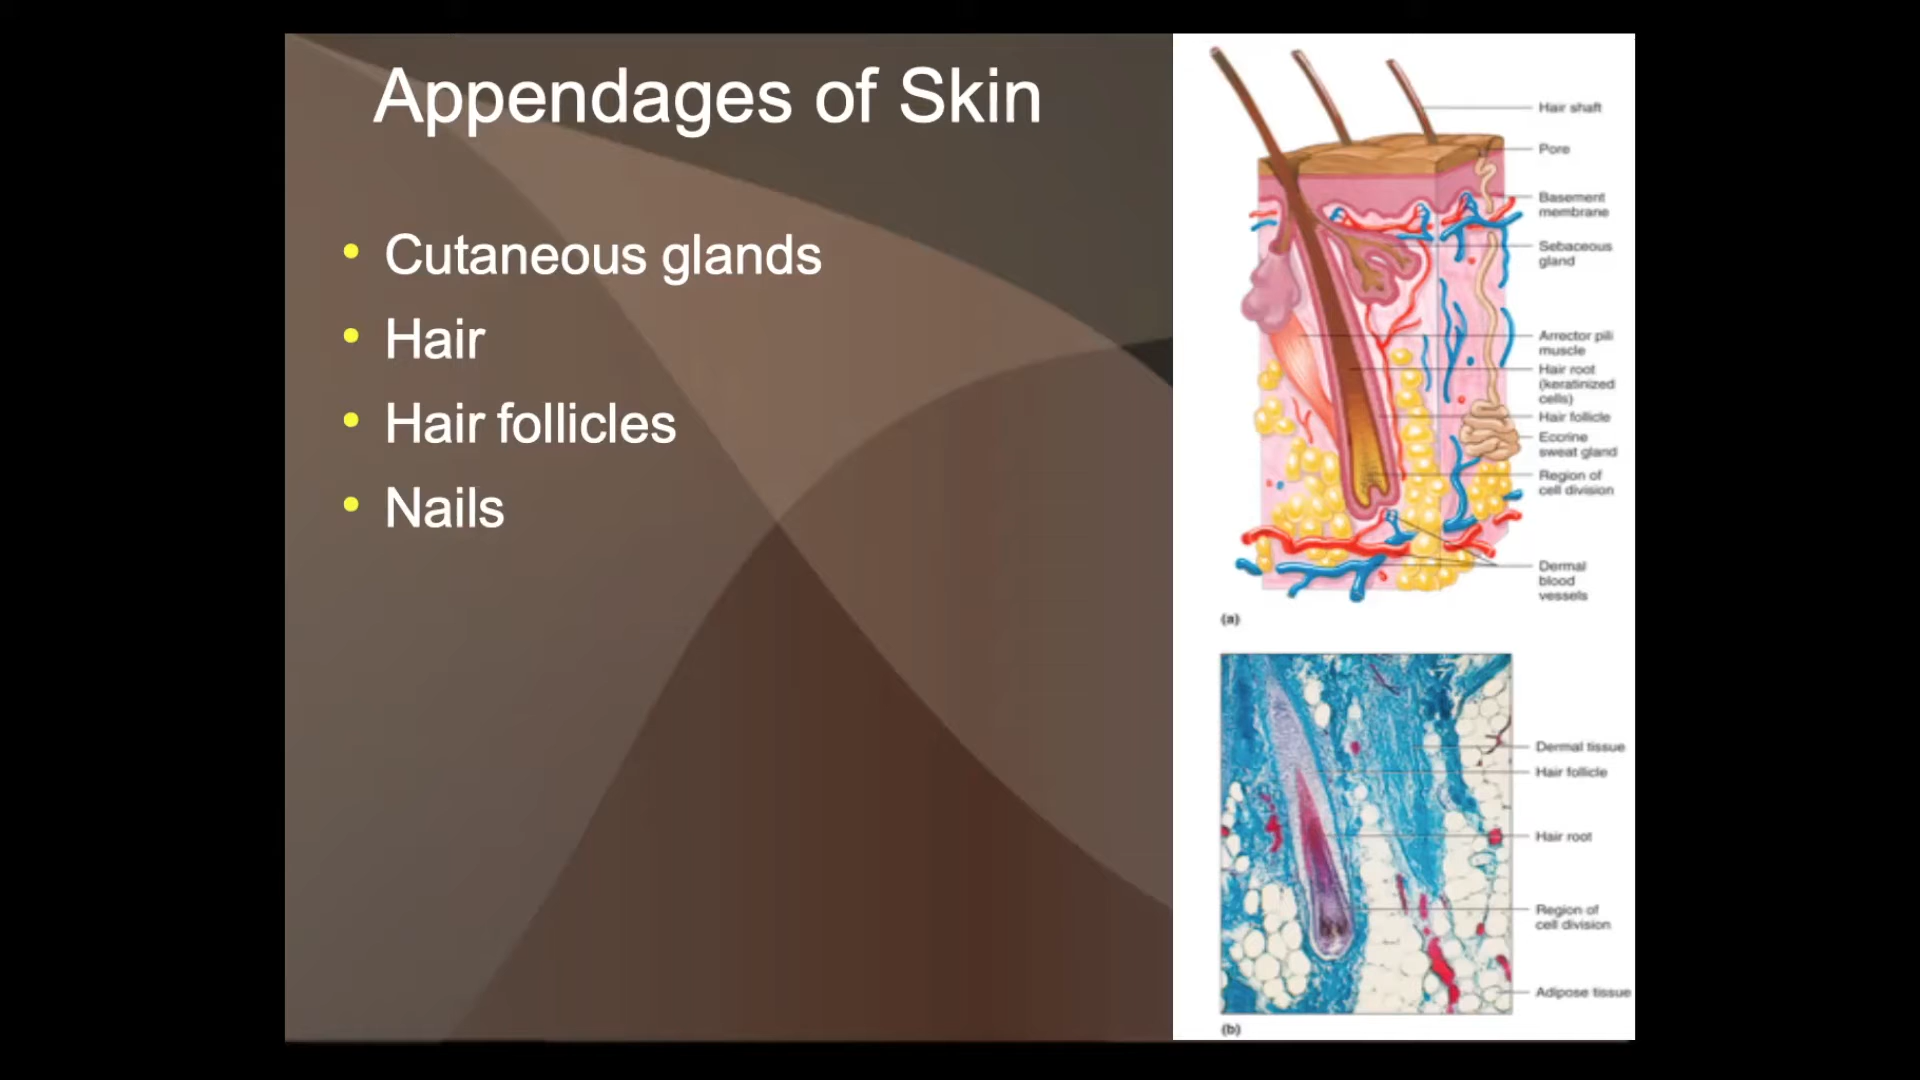 Appendages of Skin
• Cutaneous glands
• Hair
• Hair follicles
• Nails
Hair shaft
Pore
Basement
membrane
Sebaceous
gland
Arrector pili
muscle
Hair root
(keratinized
cells)
Hair follicle
Eccrine
sweat gland
Region of
cell division
Dermal
blood
vessels
(a)
Dermal tissue
Hair follicle
Hair root
Region of
cell division
Adipose tissue
(b)